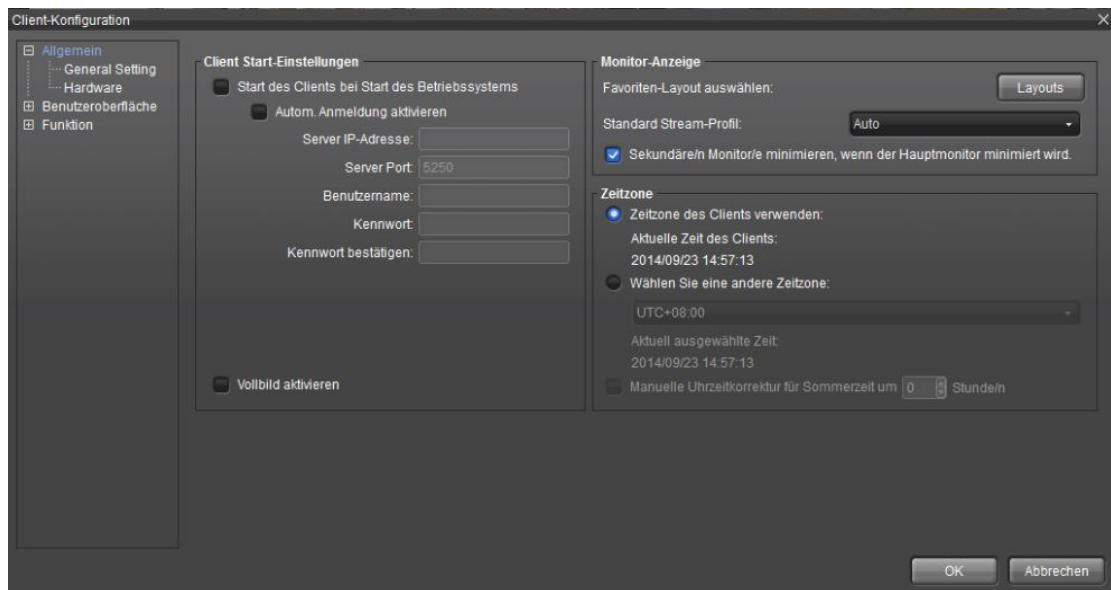 Client-Konfiguration
Allgemein
General Setting
Hardware
Benutzeroberfläche
Funktion
Client Start-Einstellungen
Start des Clients bei Start des Betriebssystems
Autom. Anmeldung aktivieren
Server IP-Adresse:
Server Port: 5250
Benutzername:
Kennwort:
Kennwort bestätigen:
Vollbild aktivieren
Monitor-Anzeige
Favoriten-Layout auswählen: Layouts
Standard Stream-Profil: Auto
Sekundäre/n Monitor/e minimieren, wenn der Hauptmonitor minimiert wird.
Zeitzone
Zeitzone des Clients verwenden:
Aktuelle Zeit des Clients:
2014/09/23 14:57:13
Wählen Sie eine andere Zeitzone:
UTC+08:00
Aktuell ausgewählte Zeit:
2014/09/23 14:57:13
Manuelle Uhrzeitkorrektur für Sommerzeit um 0 Stunde/n
OK Abbrechen